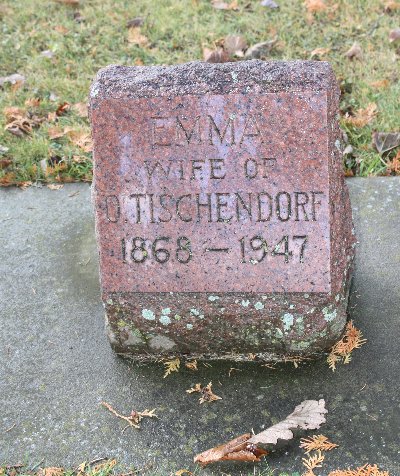 EMMA
WIFE OF
O. TISCHENDORF
1868–1947